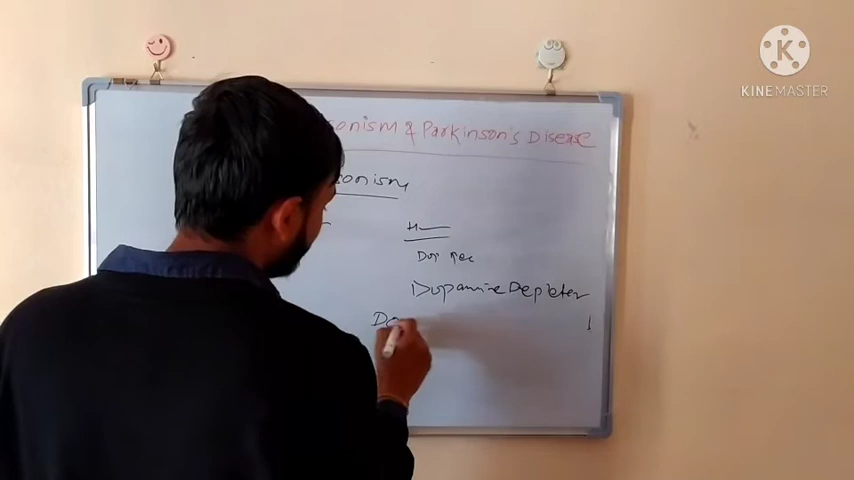 KINEMASTER
onism & Parkinson's Disease
onism
H
Dop Rec
Dopamine Depleter
Do